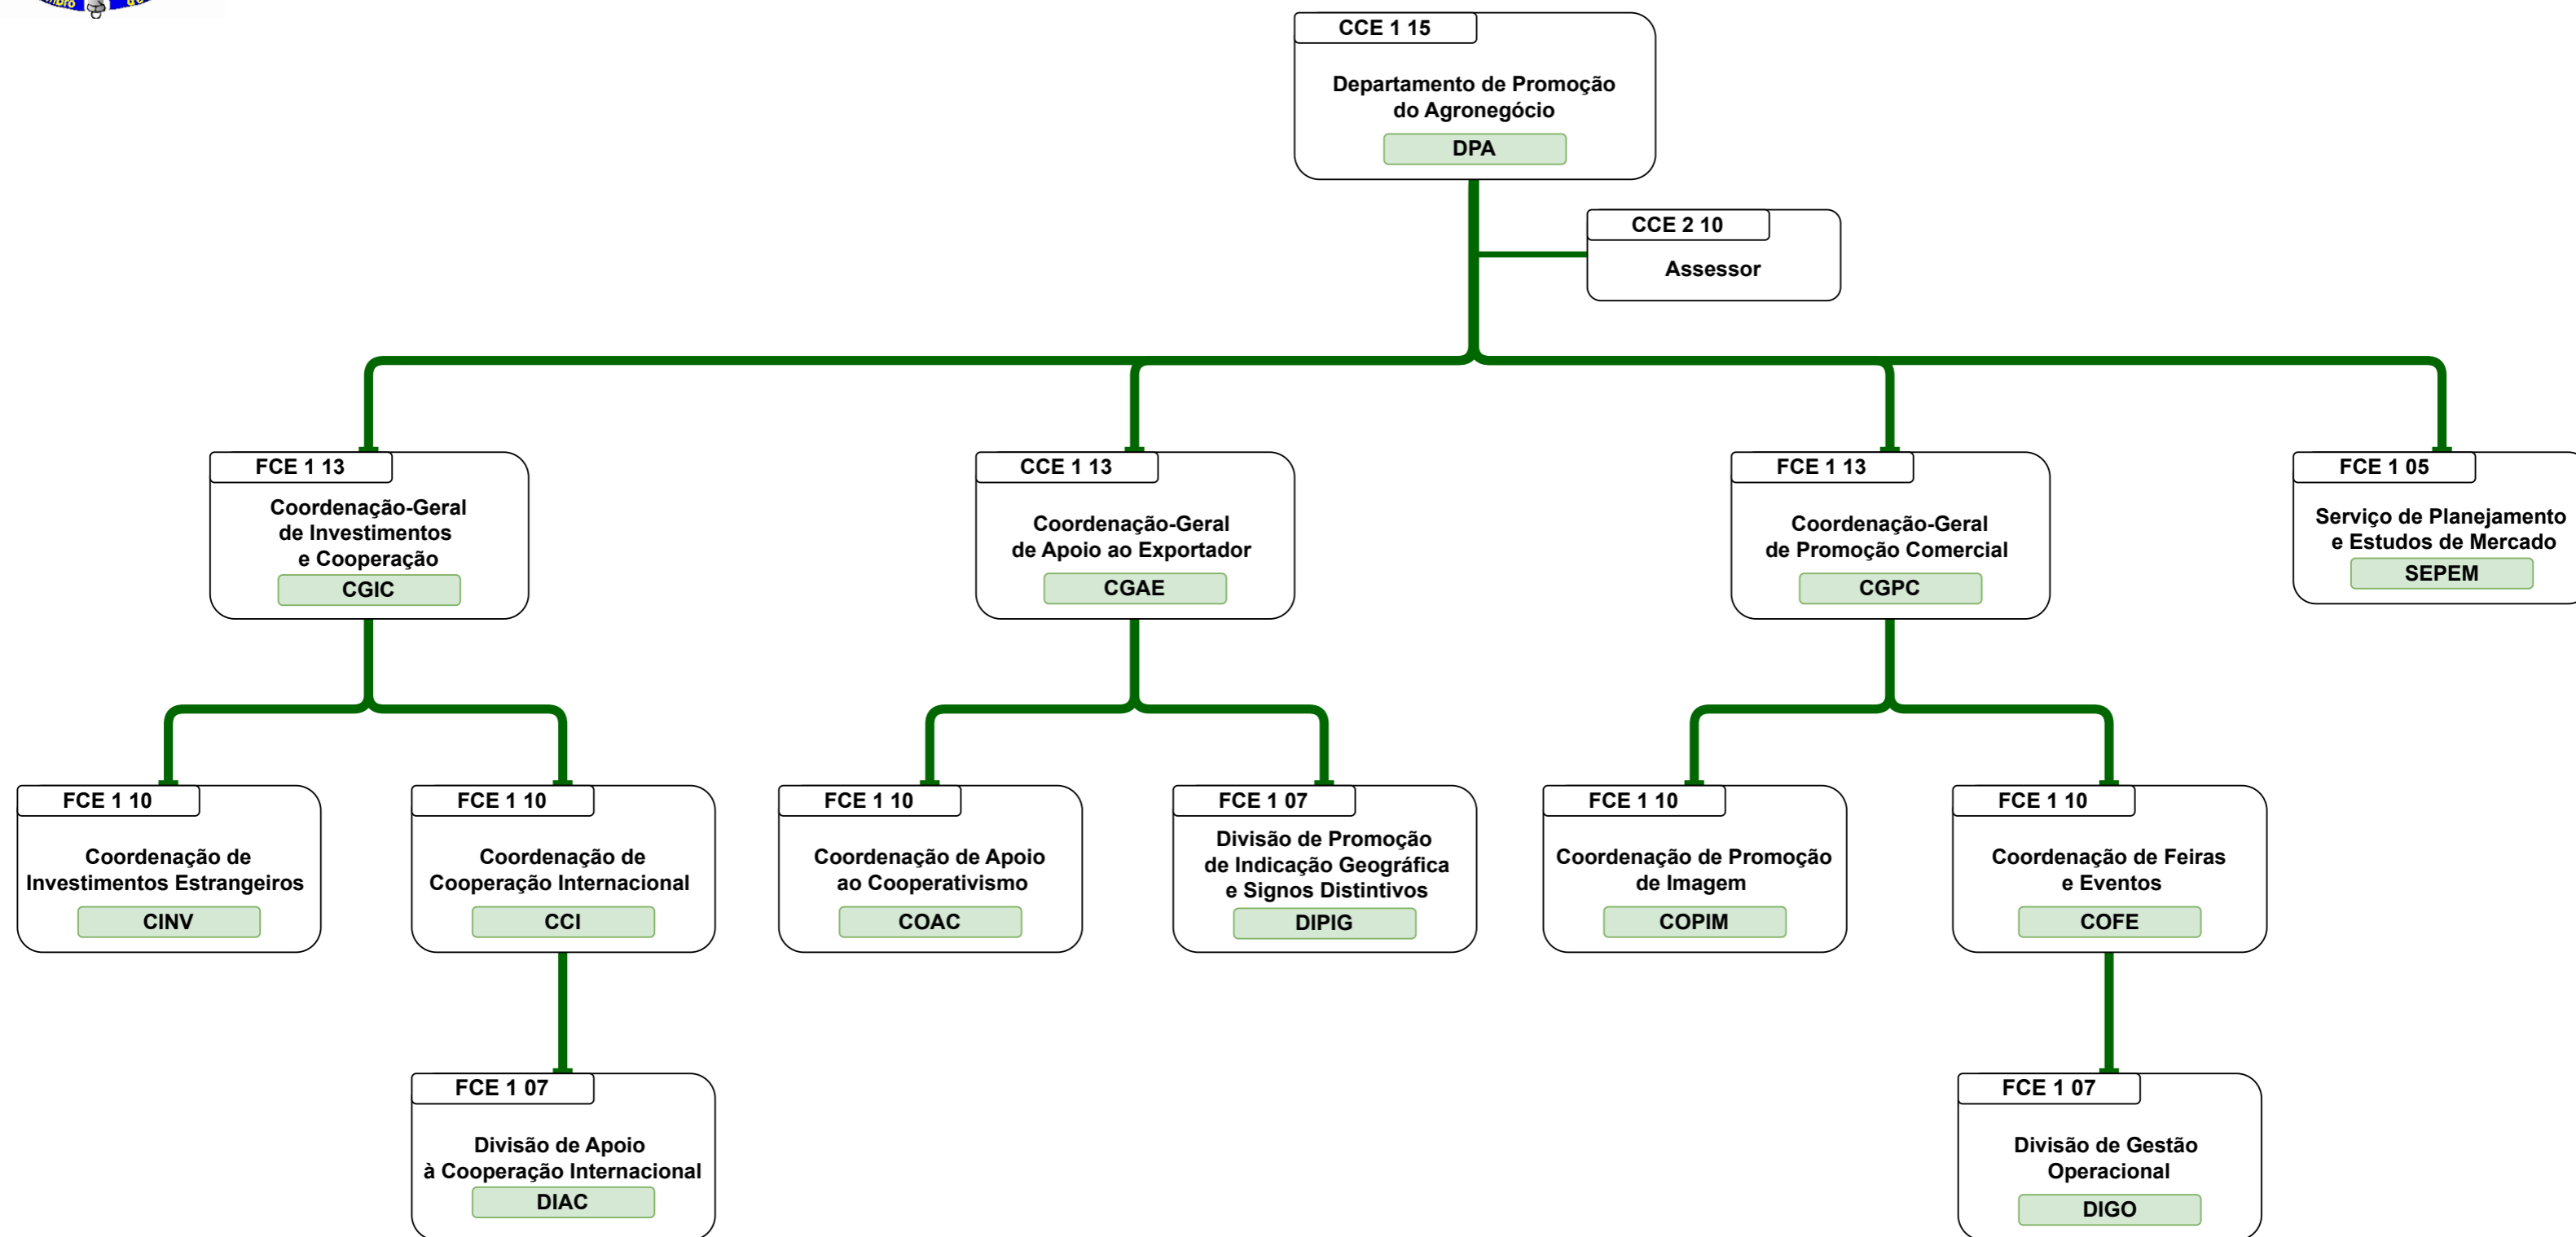 CCE 1 15
Departamento de Promoção
do Agronegócio
DPA
CCE 2 10
Assessor
FCE 1 13
Coordenação-Geral
de Investimentos
e Cooperação
CGIC
CCE 1 13
Coordenação-Geral
de Apoio ao Exportador
CGAE
FCE 1 13
Coordenação-Geral
de Promoção Comercial
CGPC
FCE 1 05
Serviço de Planejamento
e Estudos de Mercado
SEPEM
FCE 1 10
Coordenação de
Investimentos Estrangeiros
CINV
FCE 1 10
Coordenação de
Cooperação Internacional
CCI
FCE 1 10
Coordenação de Apoio
ao Cooperativismo
COAC
FCE 1 07
Divisão de Promoção
de Indicação Geográfica
e Signos Distintivos
DIPIG
FCE 1 10
Coordenação de Promoção
de Imagem
COPIM
FCE 1 10
Coordenação de Feiras
e Eventos
COFE
FCE 1 07
Divisão de Apoio
à Cooperação Internacional
DIAC
FCE 1 07
Divisão de Gestão
Operacional
DIGO